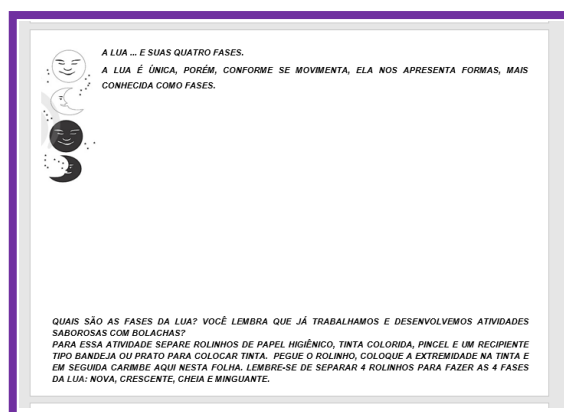 A LUA ... E SUAS QUATRO FASES.
A LUA É ÚNICA, PORÉM, CONFORME SE MOVIMENTA, ELA NOS APRESENTA FORMAS, MAIS
CONHECIDA COMO FASES.
QUAIS SÃO AS FASES DA LUA? VOCÊ LEMBRA QUE JÁ TRABALHAMOS E DESENVOLVEMOS ATIVIDADES
SABOROSAS COM BOLACHAS?
PARA ESSA ATIVIDADE SEPARE ROLINHOS DE PAPEL HIGIÊNICO, TINTA COLORIDA, PINCEL E UM RECIPIENTE
TIPO BANDEJA OU PRATO PARA COLOCAR TINTA. PEGUE O ROLINHO, COLOQUE A EXTREMIDADE NA TINTA E
EM SEGUIDA CARIMBE AQUI NESTA FOLHA. LEMBRE-SE DE SEPARAR 4 ROLINHOS PARA FAZER AS 4 FASES
DA LUA: NOVA, CRESCENTE, CHEIA E MINGUANTE.